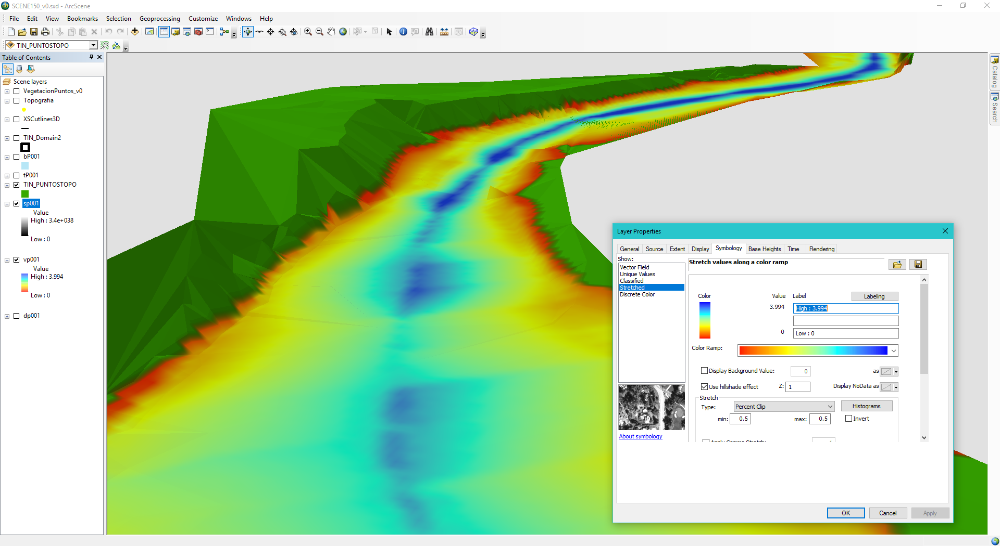 SCENE150_v0.sxd - ArcScene
File Edit View Bookmarks Selection Geoprocessing Customize Windows Help
TIN_PUNTOSTOPO
Table of Contents
Scene layers
VegetacionPuntos_v0
Topografia
XSCutlines3D
TIN_Domain2
bP001
tP001
TIN_PUNTOSTOPO
sp001
Value
High : 3.4e+038
Low : 0
vp001
Value
High : 3.994
Low : 0
dp001
Catalog
Search
Layer Properties
General Source Extent Display Symbology Base Heights Time Rendering
Show:
Vector Field
Unique Values
Classified
Stretched
Discrete Color
About symbology
Stretch values along a color ramp
Color Value Label Labeling
3.994 High : 3.994
0 Low : 0
Color Ramp:
Display Background Value: 0 as
Use hillshade effect Z: 1 Display NoData as
Stretch
Type: Percent Clip Histograms
min: 0.5 max: 0.5 Invert
Apply Gamma Stretch: 1
OK Cancel Apply